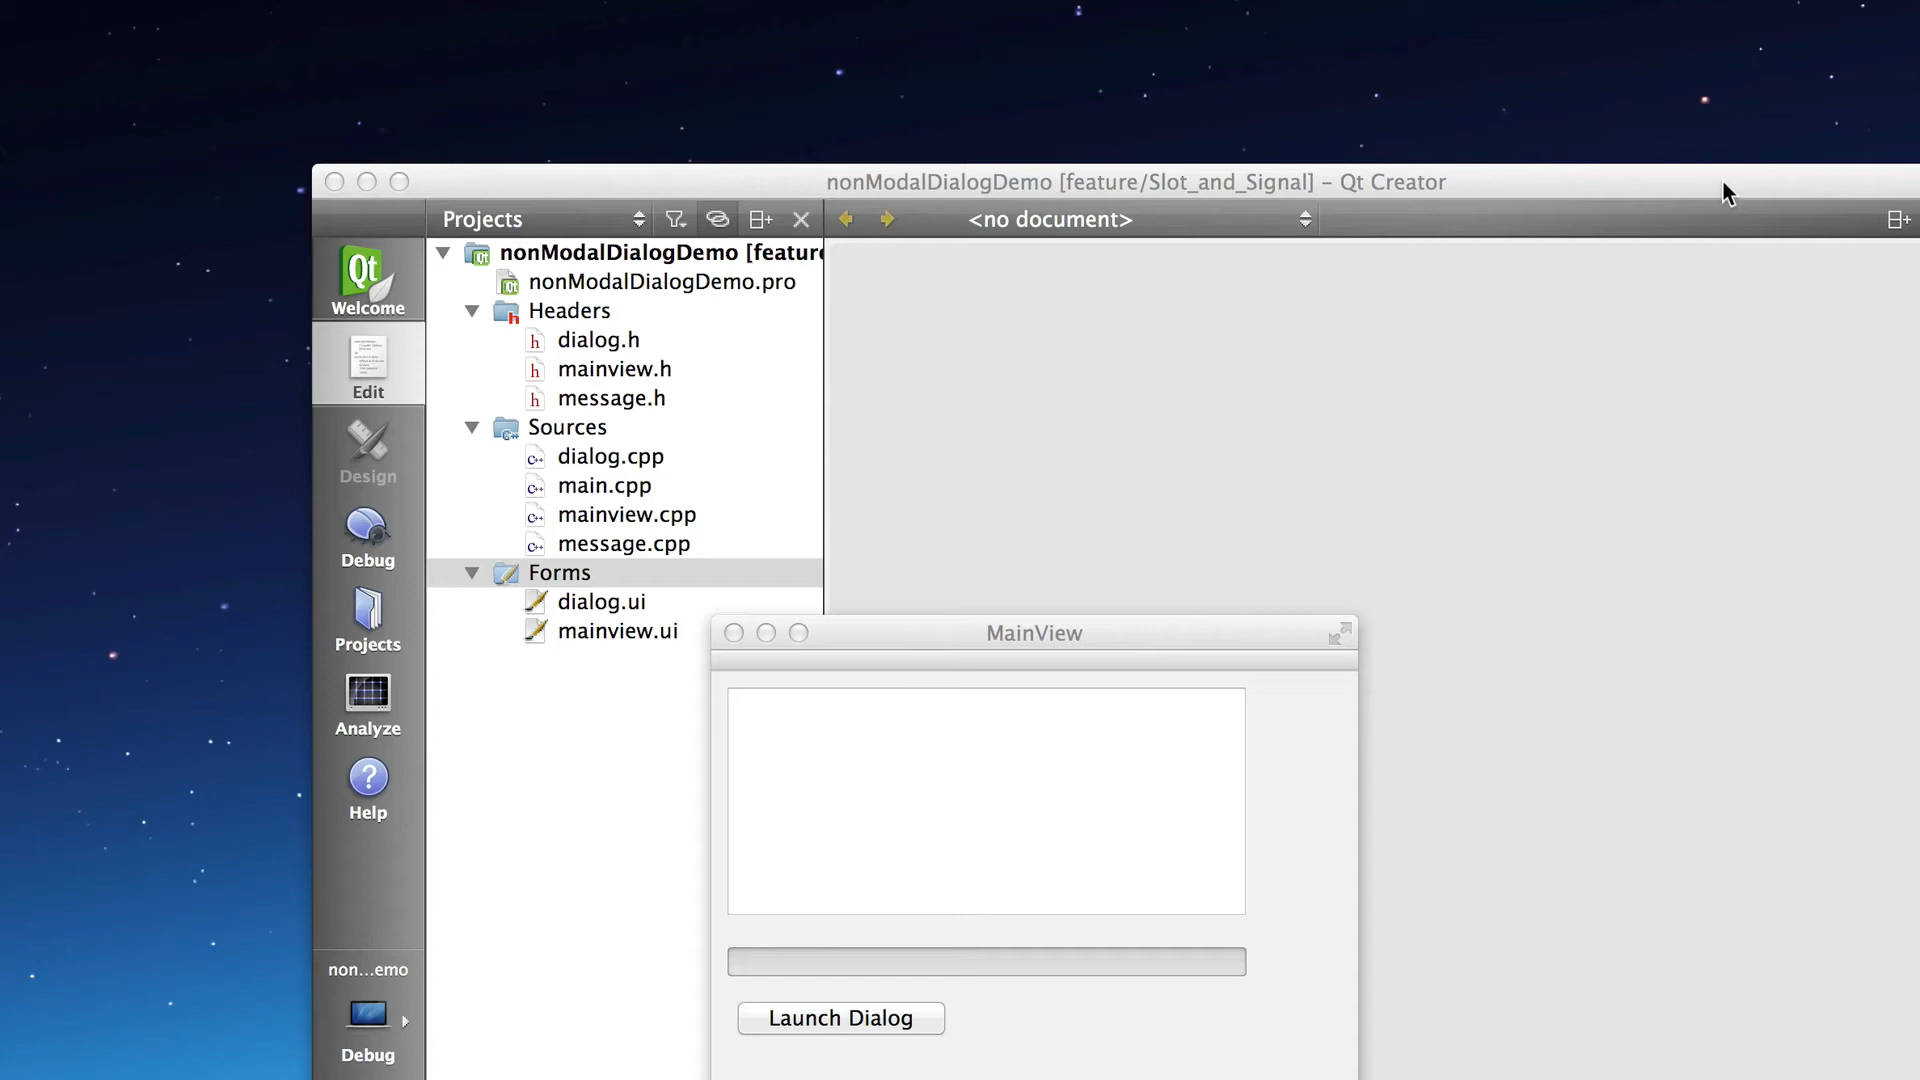 nonModalDialogDemo [feature/Slot_and_Signal] – Qt Creator
Projects
<no document>
Qt
Welcome
Edit
Design
Debug
Projects
Analyze
Help
non...emo
Debug
nonModalDialogDemo [feature
nonModalDialogDemo.pro
Headers
dialog.h
mainview.h
message.h
Sources
dialog.cpp
main.cpp
mainview.cpp
message.cpp
Forms
dialog.ui
mainview.ui
MainView
Launch Dialog